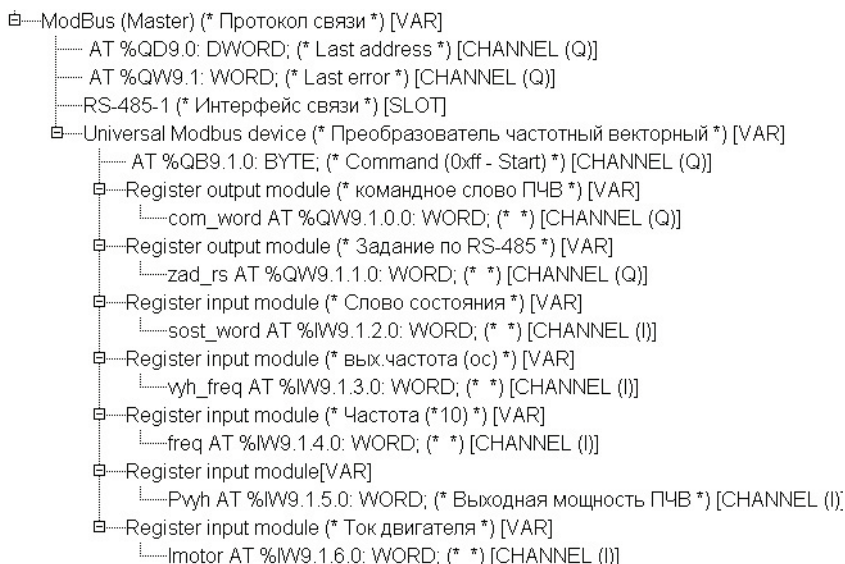 ModBus (Master) (* Протокол связи *) [VAR]
AT %QD9.0: DWORD; (* Last address *) [CHANNEL (Q)]
AT %QW9.1: WORD; (* Last error *) [CHANNEL (Q)]
RS-485-1 (* Интерфейс связи *) [SLOT]
Universal Modbus device (* Преобразователь частотный векторный *) [VAR]
AT %QB9.1.0: BYTE; (* Command (0xff - Start) *) [CHANNEL (Q)]
Register output module (* командное слово ПЧВ *) [VAR]
com_word AT %QW9.1.0.0: WORD; (* *) [CHANNEL (Q)]
Register output module (* Задание по RS-485 *) [VAR]
zad_rs AT %QW9.1.1.0: WORD; (* *) [CHANNEL (Q)]
Register input module (* Слово состояния *) [VAR]
sost_word AT %IW9.1.2.0: WORD; (* *) [CHANNEL (I)]
Register input module (* вых.частота (ос) *) [VAR]
vyh_freq AT %IW9.1.3.0: WORD; (* *) [CHANNEL (I)]
Register input module (* Частота (*10) *) [VAR]
freq AT %IW9.1.4.0: WORD; (* *) [CHANNEL (I)]
Register input module[VAR]
Pvyh AT %IW9.1.5.0: WORD; (* Выходная мощность ПЧВ *) [CHANNEL (I)]
Register input module (* Ток двигателя *) [VAR]
Imotor AT %IW9.1.6.0: WORD; (* *) [CHANNEL (I)]